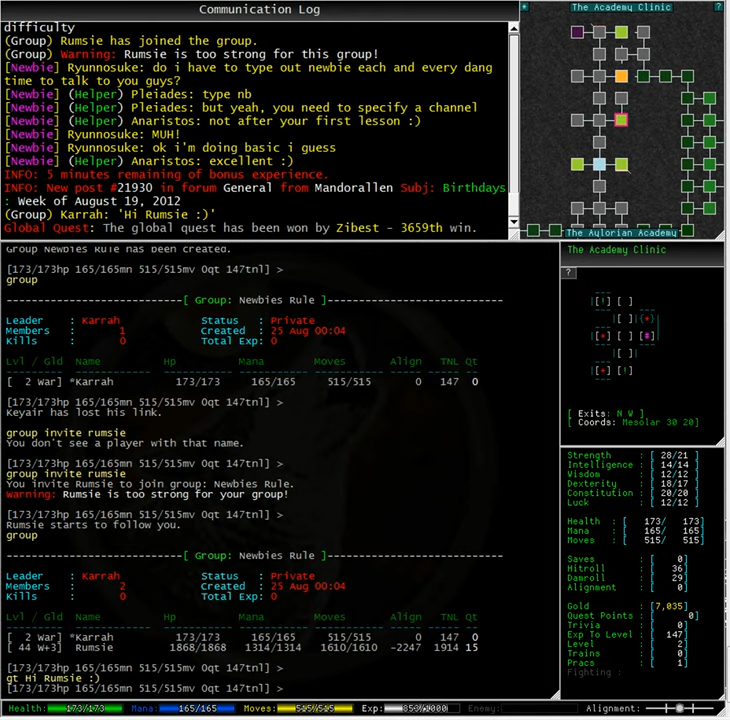 Communication Log
difficulty
(Group) Rumsie has joined the group.
(Group) Warning: Rumsie is too strong for this group!
[Newbie] Ryunnosuke: do i have to type out newbie each and every dang
time to talk to you guys?
[Newbie] (Helper) Pleiades: type nb
[Newbie] (Helper) Pleiades: but yeah, you need to specify a channel
[Newbie] (Helper) Anaristos: not after your first lesson :)
[Newbie] Ryunnosuke: MUH!
[Newbie] Ryunnosuke: ok i'm doing basic i guess
[Newbie] (Helper) Anaristos: excellent :)
INFO: 5 minutes remaining of bonus experience.
INFO: New post #21930 in forum General from Mandorallen Subj: Birthdays
: Week of August 19, 2012
(Group) Karrah: 'Hi Rumsie :)'
Global Quest: The global quest has been won by Zibest - 3659th win.
The Academy Clinic
?
The Aylorian Academy
Group Newbies Rule has been created.
[173/173hp 165/165mn 515/515mv 0qt 147tnl] >
group
[ Group: Newbies Rule ]
Leader : Karrah Status : Private
Members : 1 Created : 25 Aug 00:04
Kills : 0 Total Exp: 0
Lvl / Gld Name Hp Mana Moves Align TNL Qt
[ 2 War] *Karrah 173/173 165/165 515/515 0 147 0
[173/173hp 165/165mn 515/515mv 0qt 147tnl] >
Keyair has lost his link.
group invite rumsie
You don't see a player with that name.
[173/173hp 165/165mn 515/515mv 0qt 147tnl] >
group invite rumsie
You invite Rumsie to join group: Newbies Rule.
Warning: Rumsie is too strong for your group!
[173/173hp 165/165mn 515/515mv 0qt 147tnl] >
Rumsie starts to follow you.
group
[ Group: Newbies Rule ]
Leader : Karrah Status : Private
Members : 2 Created : 25 Aug 00:04
Kills : 0 Total Exp: 0
Lvl / Gld Name Hp Mana Moves Align TNL Qt
[ 2 War] *Karrah 173/173 165/165 515/515 0 147 0
[ 44 W+3] Rumsie 1868/1868 1314/1314 1610/1610 -2247 1914 15
[173/173hp 165/165mn 515/515mv 0qt 147tnl] >
gt Hi Rumsie :)
[173/173hp 165/165mn 515/515mv 0qt 147tnl] >
The Academy Clinic
?
[ Exits: N W ]
[ Coords: Mesolar 30 20]
Strength : [ 28/21 ]
Intelligence : [ 14/14 ]
Wisdom : [ 12/12 ]
Dexterity : [ 18/17 ]
Constitution : [ 20/20 ]
Luck : [ 12/12 ]
Health : [ 173/ 173]
Mana : [ 165/ 165]
Moves : [ 515/ 515]
Saves : [ 0]
Hitroll : [ 36]
Damroll : [ 29]
Alignment : [ 0]
Gold : [7,035]
Quest Points : [ 0]
Trivia : [ 0]
Exp To Level : [ 147]
Level : [ 2]
Trains : [ 0]
Pracs : [ 1]
Fighting :
Health: 173/173 Mana: 165/165 Moves: 515/515 Exp: 853/1000 Enemy: Alignment: